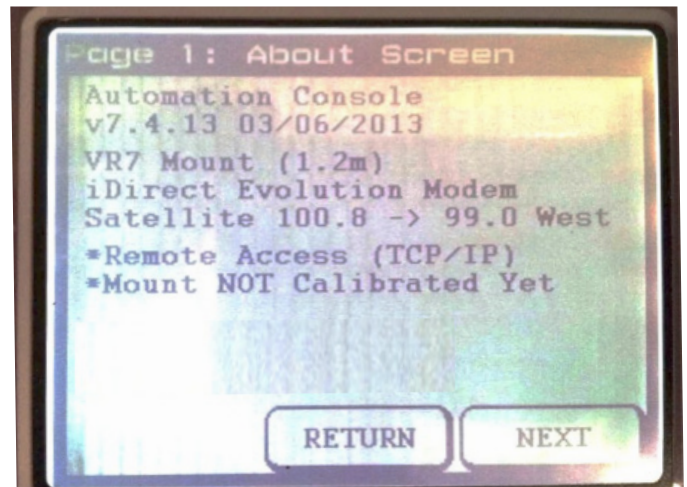 Page 1: About Screen
Automation Console
v7.4.13 03/06/2013
VR7 Mount (1.2m)
iDirect Evolution Modem
Satellite 100.8 -> 99.0 West
*Remote Access (TCP/IP)
*Mount NOT Calibrated Yet
RETURN NEXT